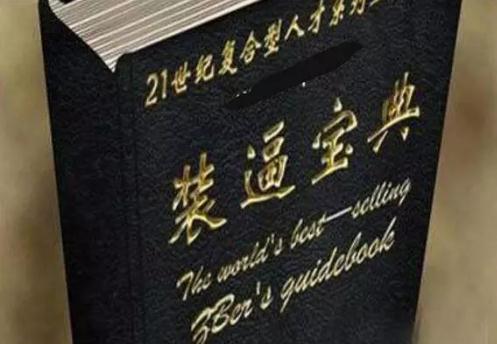 21世纪复合型人才系列
装逼宝典
The world's best—selling
ZBer's guidebook